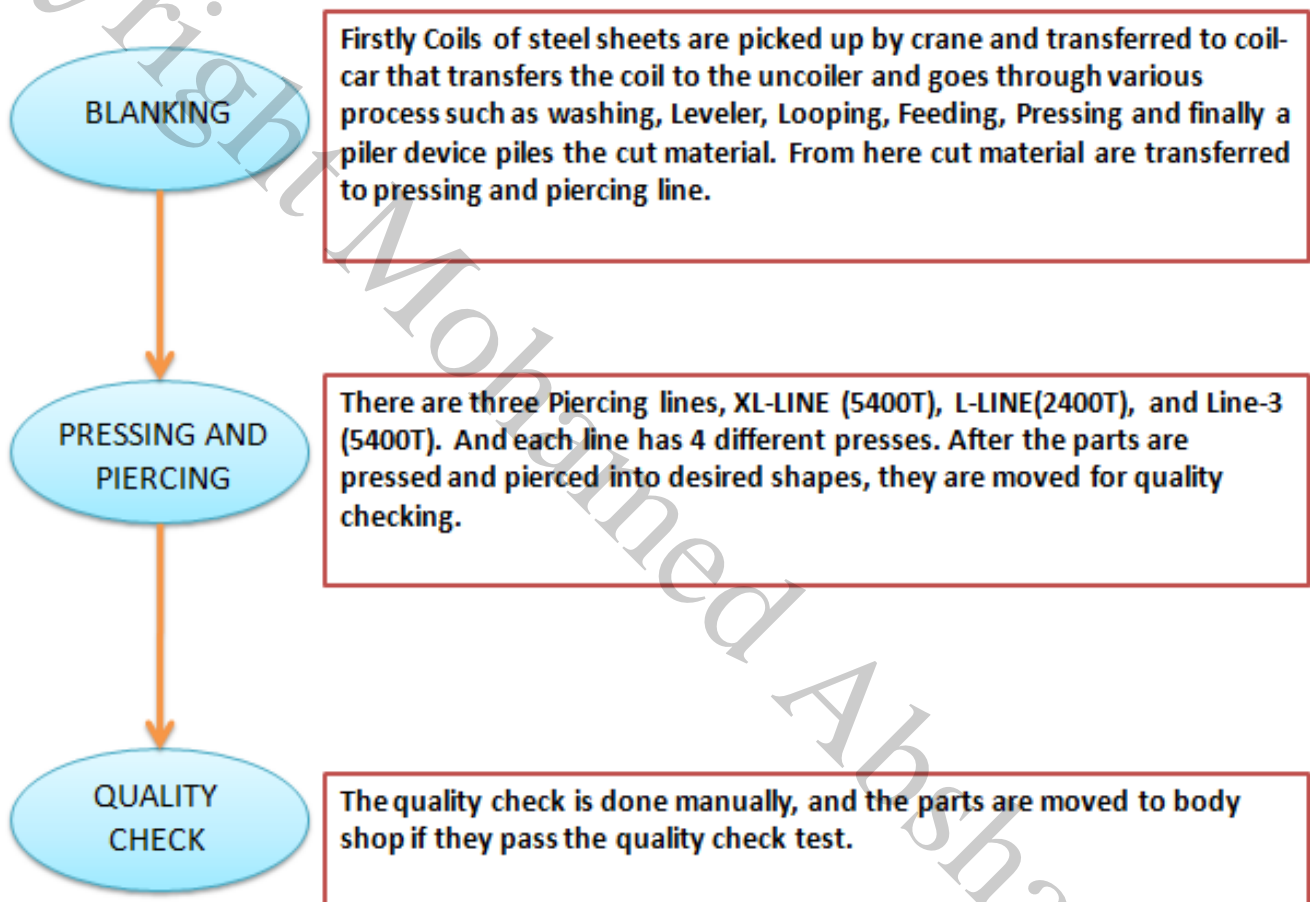 BLANKING
Firstly Coils of steel sheets are picked up by crane and transferred to coil-
car that transfers the coil to the uncoiler and goes through various
process such as washing, Leveler, Looping, Feeding, Pressing and finally a
piler device piles the cut material. From here cut material are transferred
to pressing and piercing line.
PRESSING AND
PIERCING
There are three Piercing lines, XL-LINE (5400T), L-LINE(2400T), and Line-3
(5400T). And each line has 4 different presses. After the parts are
pressed and pierced into desired shapes, they are moved for quality
checking.
QUALITY
CHECK
The quality check is done manually, and the parts are moved to body
shop if they pass the quality check test.
yright Mohamed Absha